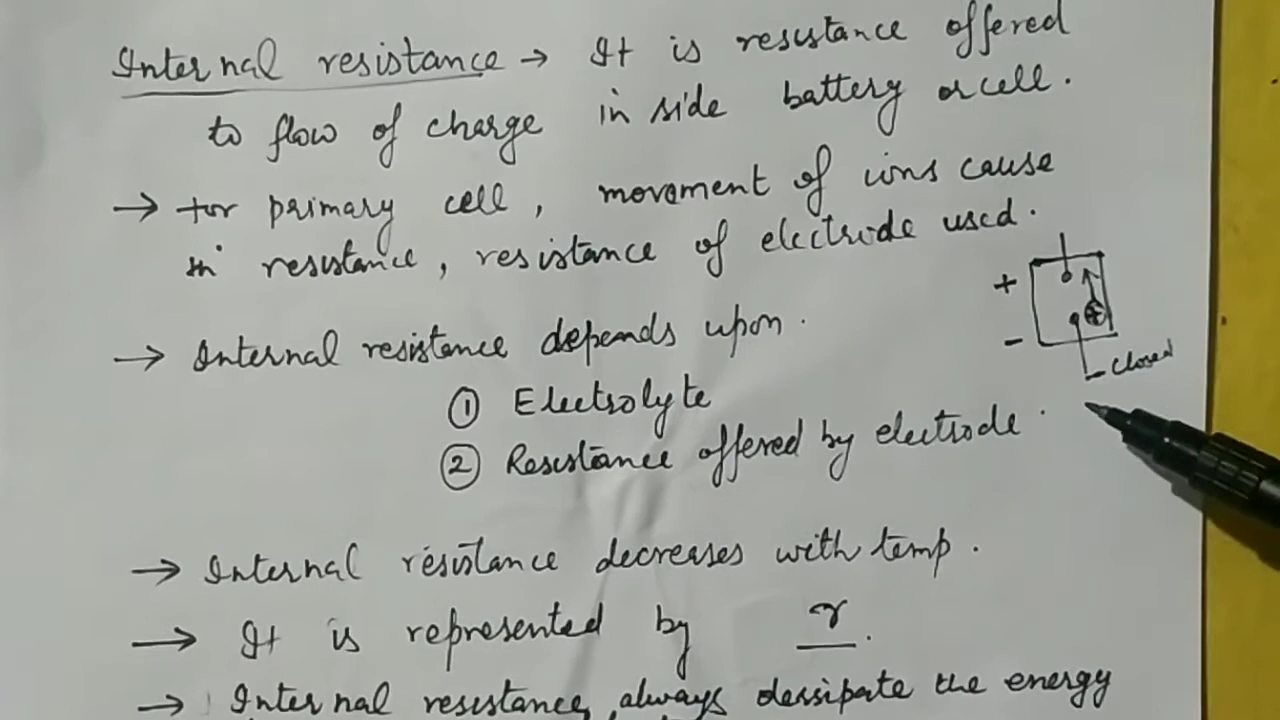 Internal resistance → It is resistance offered
to flow of charge in side battery or cell.
→ for primary cell, movement of ions cause
in resistance, resistance of electrode used.
+
-
closed
→ Internal resistance depends upon.
① Electrolyte
② Resistance offered by electrode.
→ Internal resistance decreases with temp.
→ It is represented by r.
→ Internal resistance always dessipate the energy